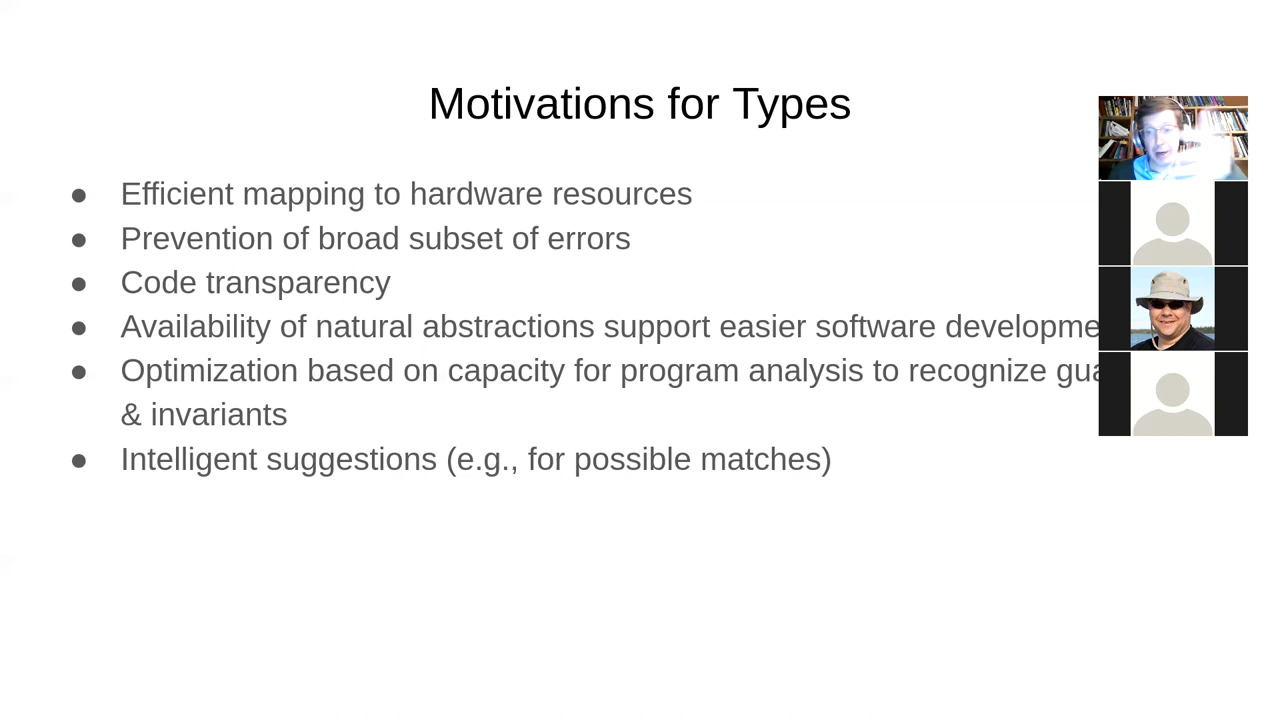 Motivations for Types
● Efficient mapping to hardware resources
● Prevention of broad subset of errors
● Code transparency
● Availability of natural abstractions support easier software developme
● Optimization based on capacity for program analysis to recognize gua
& invariants
● Intelligent suggestions (e.g., for possible matches)